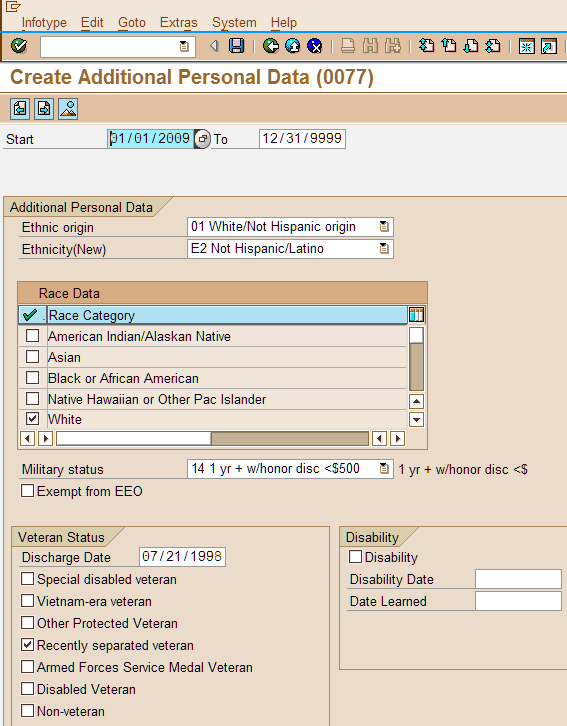 Infotype Edit Goto Extras System Help
Create Additional Personal Data (0077)
Start 01/01/2009 To 12/31/9999
Additional Personal Data
Ethnic origin 01 White/Not Hispanic origin
Ethnicity(New) E2 Not Hispanic/Latino
Race Data
Race Category
American Indian/Alaskan Native
Asian
Black or African American
Native Hawaiian or Other Pac Islander
White
Military status 14 1 yr + w/honor disc <$500 1 yr + w/honor disc <$
Exempt from EEO
Veteran Status
Discharge Date 07/21/1998
Special disabled veteran
Vietnam-era veteran
Other Protected Veteran
Recently separated veteran
Armed Forces Service Medal Veteran
Disabled Veteran
Non-veteran
Disability
Disability
Disability Date
Date Learned